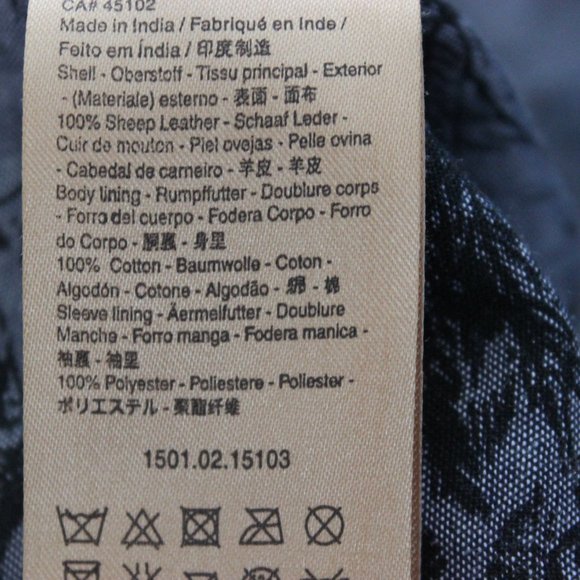 CA# 45102
Made in India / Fabriqué en Inde /
Feito em Índia / 印度制造
Shell - Oberstoff - Tissu principal - Exterior
- (Materiale) esterno - 表面 - 面布
100% Sheep Leather - Schaaf Leder -
Cuir de mouton - Piel ovejas - Pelle ovina
- Cabedal de carneiro - 羊皮 - 羊皮
Body lining - Rumpffutter - Doublure corps
- Forro del cuerpo - Fodera Corpo - Forro
do Corpo - 胴裏 - 身里
100% Cotton - Baumwolle - Coton -
Algodón - Cotone - Algodão - 綿 - 棉
Sleeve lining - Äermelfutter - Doublure
Manche - Forro manga - Fodera manica -
袖裏 - 袖里
100% Polyester - Poliestere - Poliester -
ポリエステル - 聚酯纤维
1501.02.15103